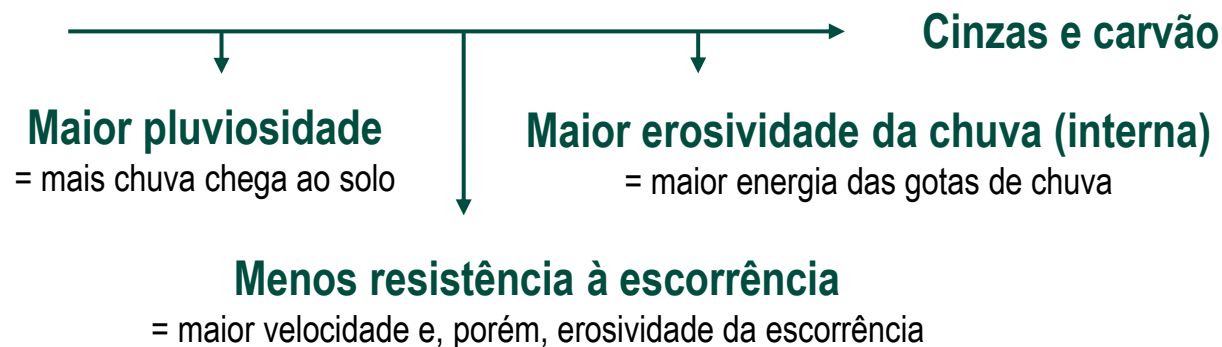 Cinzas e carvão
Maior pluviosidade
= mais chuva chega ao solo
Maior erosividade da chuva (interna)
= maior energia das gotas de chuva
Menos resistência à escorrência
= maior velocidade e, porém, erosividade da escorrência